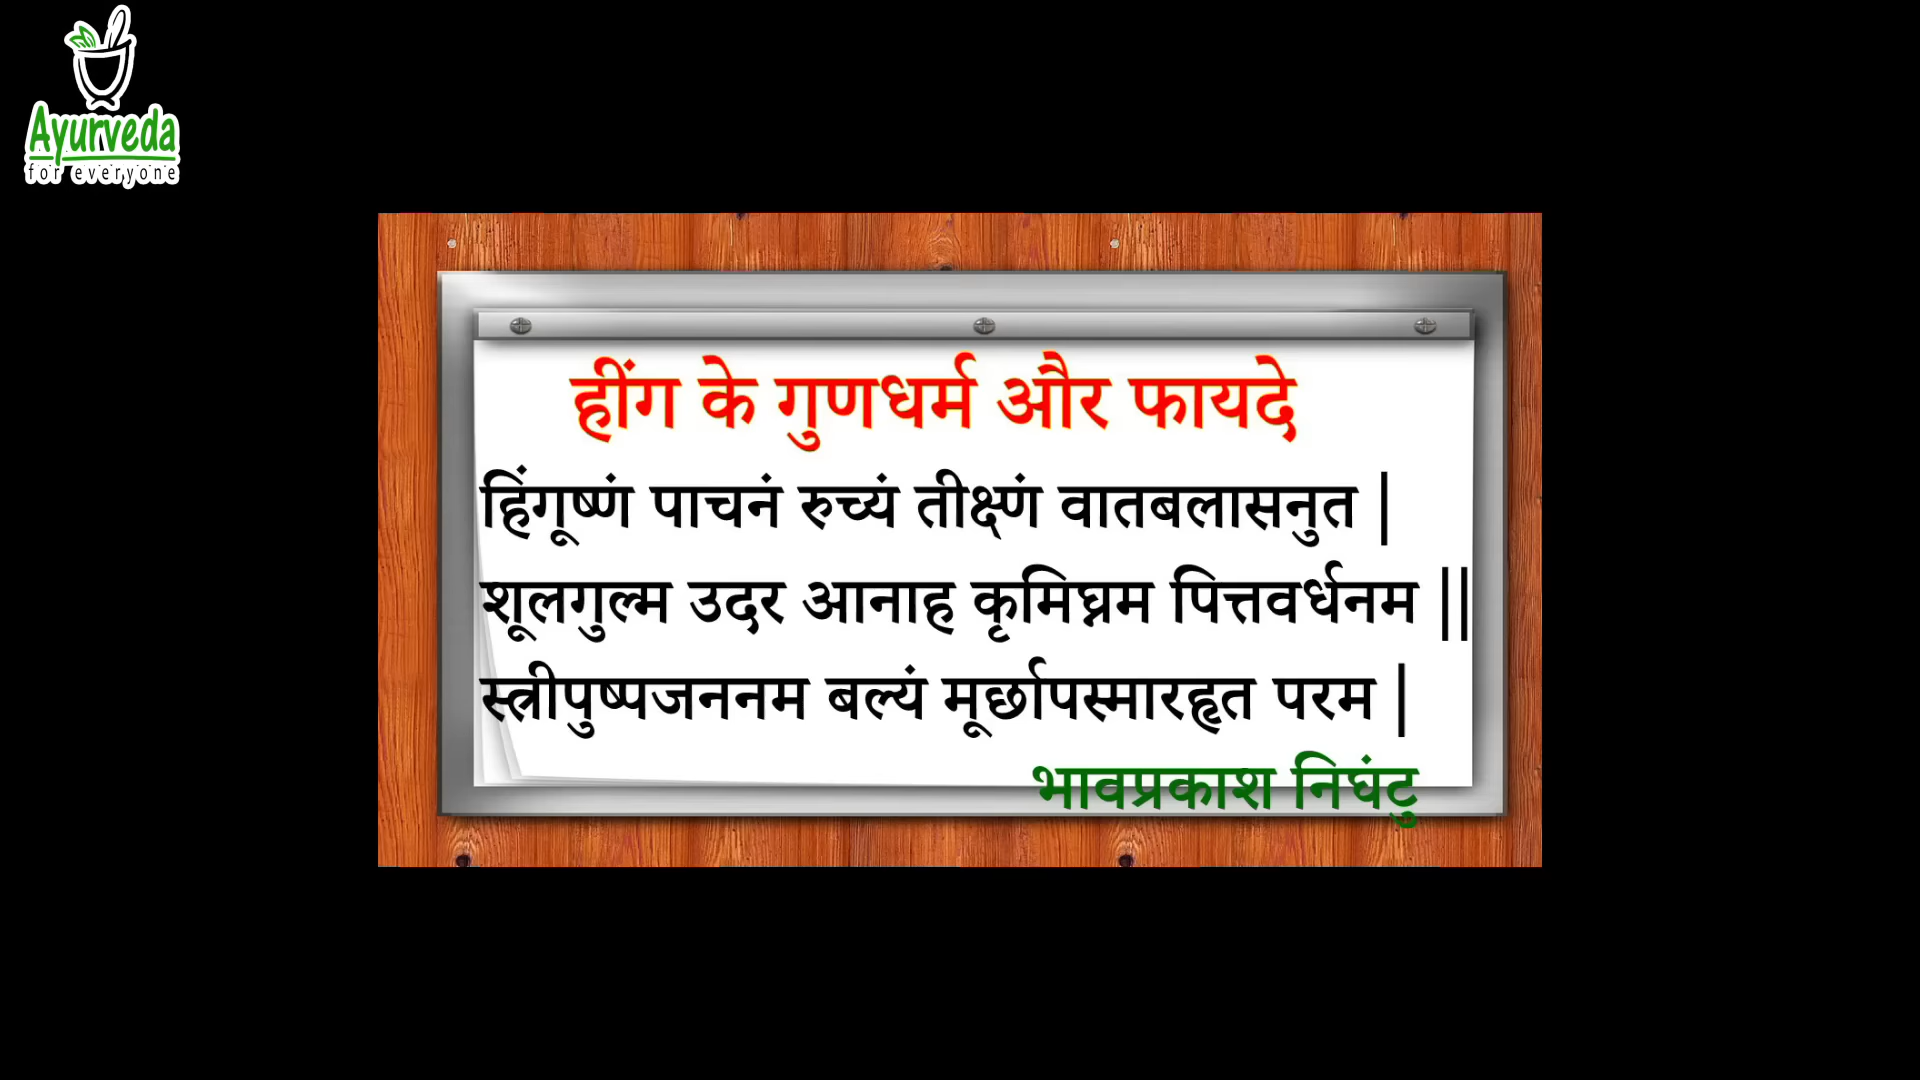 Ayurveda
for everyone
हींग के गुणधर्म और फायदे
हिंगूष्णं पाचनं रुच्यं तीक्ष्णं वातबलासनुत |
शूलगुल्म उदर आनाह कृमिघ्नम पित्तवर्धनम ||
स्त्रीपुष्पजननम बल्यं मूर्छापस्मारहृत परम |
भावप्रकाश निघंटु